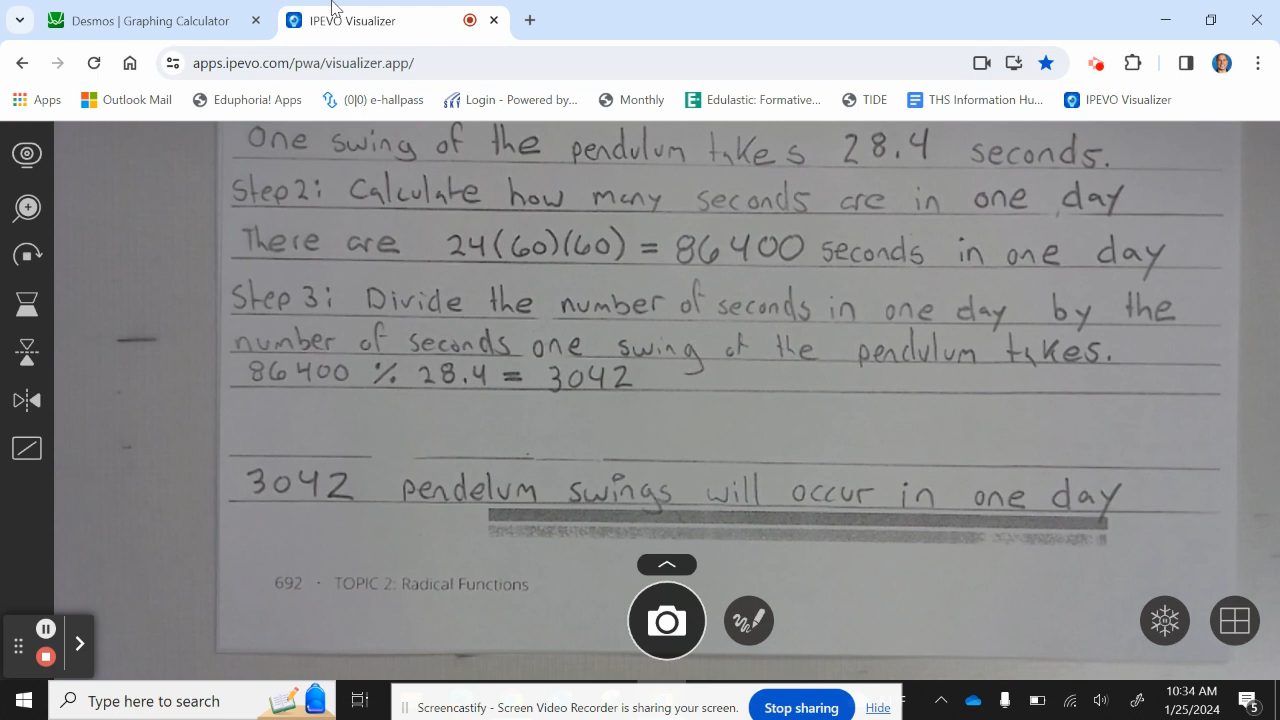 Desmos | Graphing Calculator
IPEVO Visualizer
apps.ipevo.com/pwa/visualizer.app/
Apps
Outlook Mail
eduphoria! Apps
(0|0) e-hallpass
Login - Powered by...
Monthly
Edulastic: Formative...
TIDE
THS Information Hu...
IPEVO Visualizer
One swing of the pendulum takes 28.4 seconds.
Step 2: Calculate how many seconds are in one day
There are 24(60)(60) = 86400 seconds in one day
Step 3: Divide the number of seconds in one day by the
number of seconds one swing of the pendulum takes.
86400 % 28.4 = 3042
3042 pendelum swings will occur in one day
692 · TOPIC 2: Radical Functions
Type here to search
Screencastify - Screen Video Recorder is sharing your screen.
Stop sharing
Hide
10:34 AM
1/25/2024
5